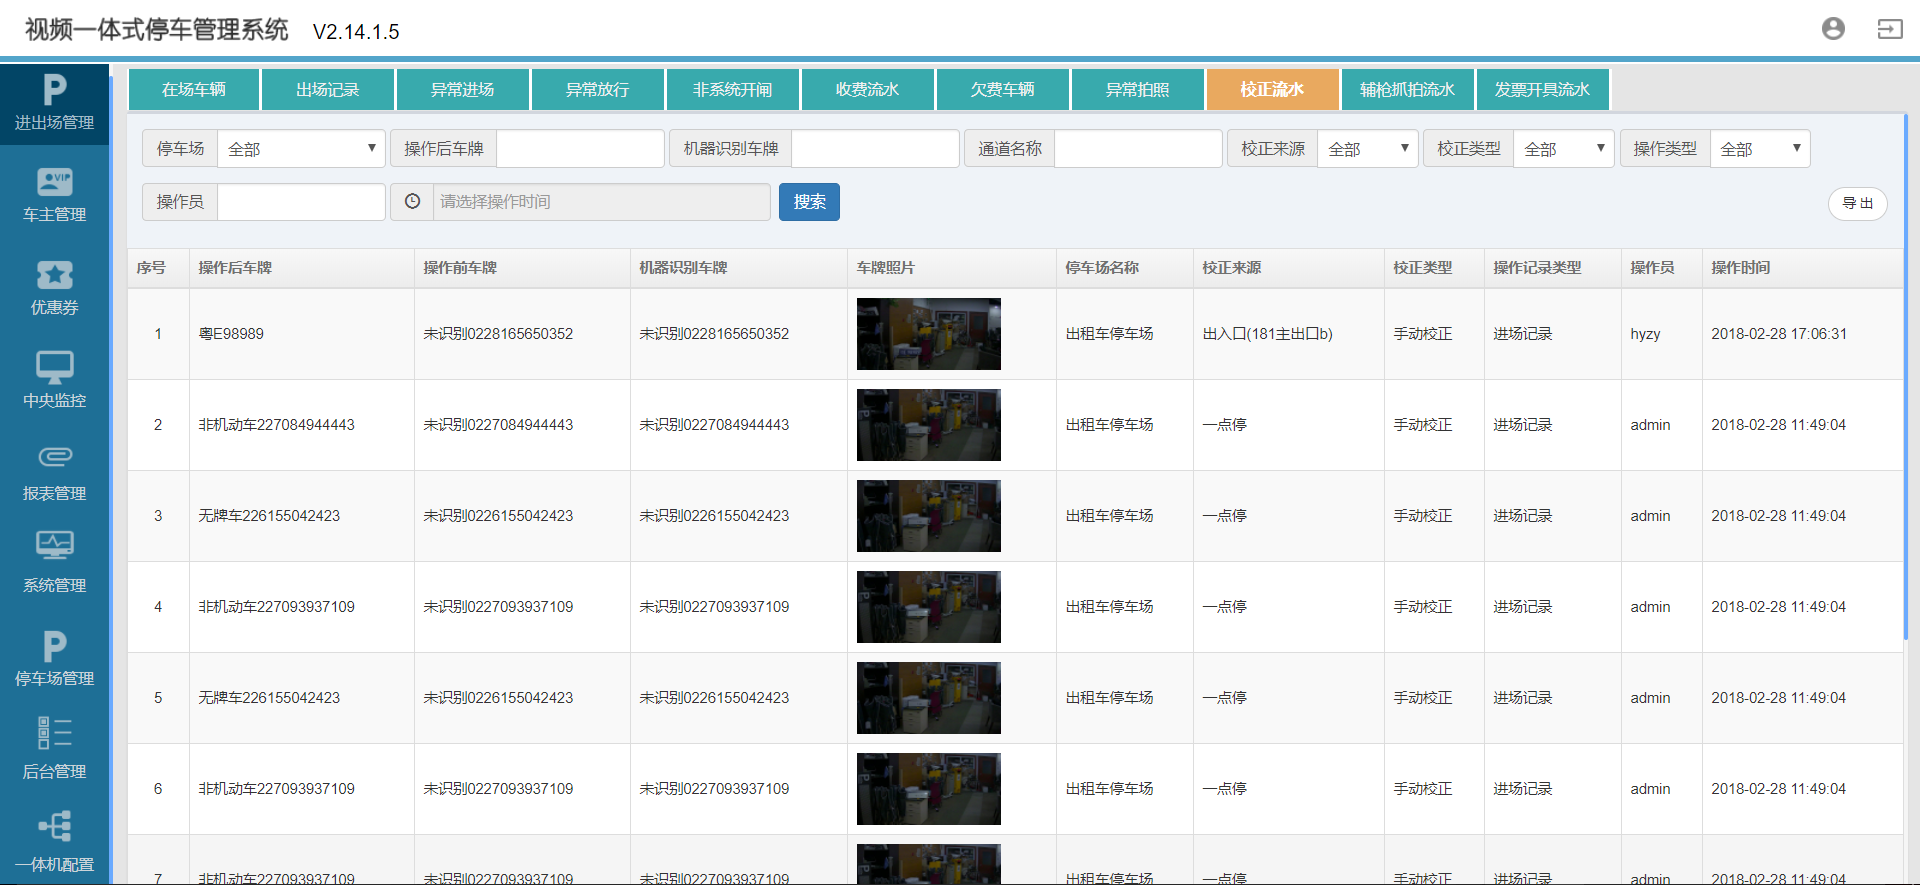 视频一体式停车管理系统 V2.14.1.5
在场车辆 出场记录 异常进场 异常放行 非系统开闸 收费流水 欠费车辆 异常拍照 校正流水 辅枪抓拍流水 发票开具流水
进出场管理
车主管理
优惠券
中央监控
报表管理
系统管理
停车场管理
后台管理
一体机配置
停车场 全部 操作后车牌 机器识别车牌 通道名称 校正来源 全部 校正类型 全部 操作类型 全部
操作员 请选择操作时间 搜索 导出
序号 操作后车牌 操作前车牌 机器识别车牌 车牌照片 停车场名称 校正来源 校正类型 操作记录类型 操作员 操作时间
1 粤E98989 未识别0228165650352 未识别0228165650352 出租车停车场 出入口(181主出口b) 手动校正 进场记录 hyzy 2018-02-28 17:06:31
2 非机动车227084944443 未识别0227084944443 未识别0227084944443 出租车停车场 一点停 手动校正 进场记录 admin 2018-02-28 11:49:04
3 无牌车226155042423 未识别0226155042423 未识别0226155042423 出租车停车场 一点停 手动校正 进场记录 admin 2018-02-28 11:49:04
4 非机动车227093937109 未识别0227093937109 未识别0227093937109 出租车停车场 一点停 手动校正 进场记录 admin 2018-02-28 11:49:04
5 无牌车226155042423 未识别0226155042423 未识别0226155042423 出租车停车场 一点停 手动校正 进场记录 admin 2018-02-28 11:49:04
6 非机动车227093937109 未识别0227093937109 未识别0227093937109 出租车停车场 一点停 手动校正 进场记录 admin 2018-02-28 11:49:04
7 非机动车227093937109 未识别0227093937109 未识别0227093937109 出租车停车场 一点停 手动校正 进场记录 admin 2018-02-28 11:49:04